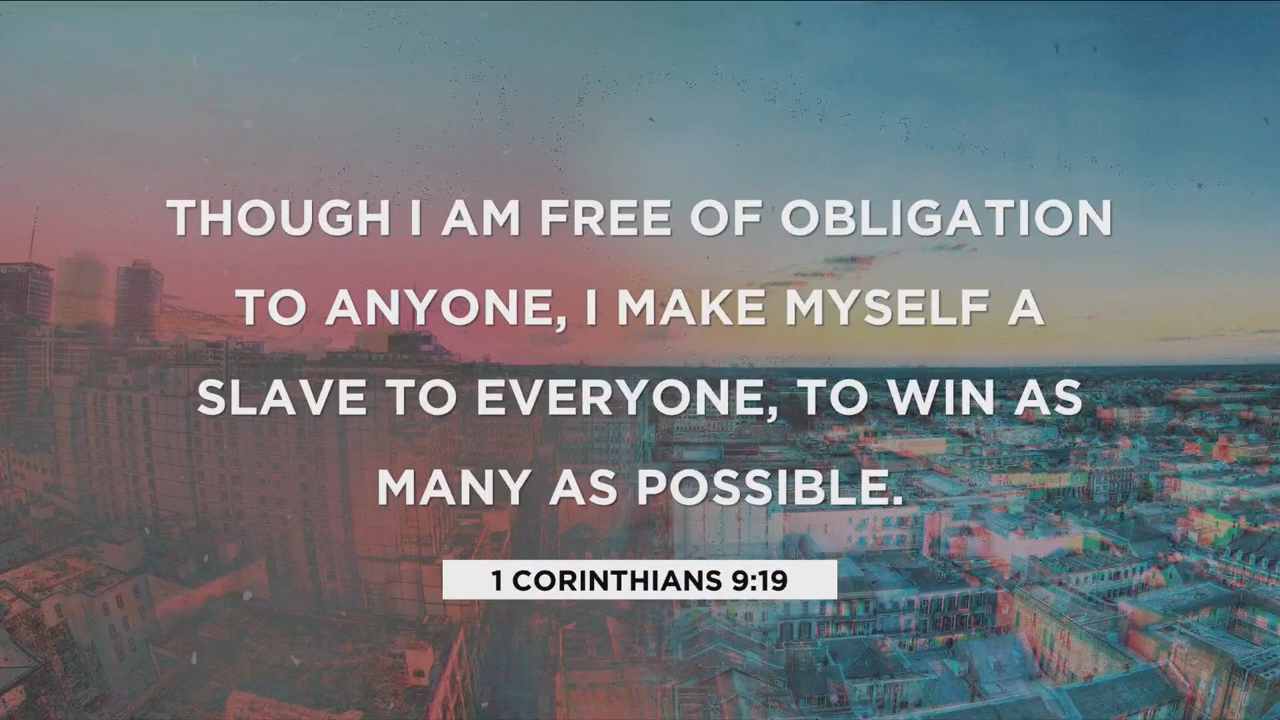 THOUGH I AM FREE OF OBLIGATION
TO ANYONE, I MAKE MYSELF A
SLAVE TO EVERYONE, TO WIN AS
MANY AS POSSIBLE.
1 CORINTHIANS 9:19